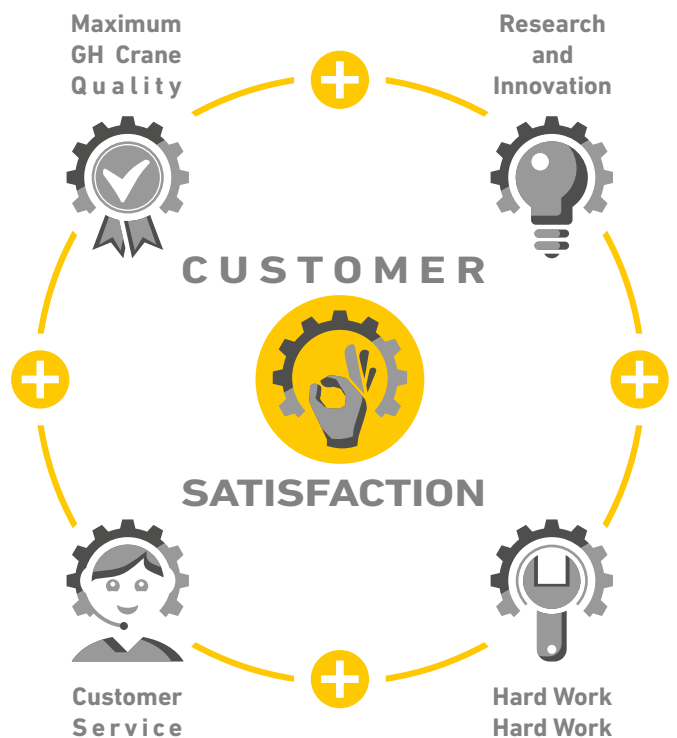 Maximum
GH Crane
Quality
Research
and
Innovation
CUSTOMER
SATISFACTION
Customer
Service
Hard Work
Hard Work